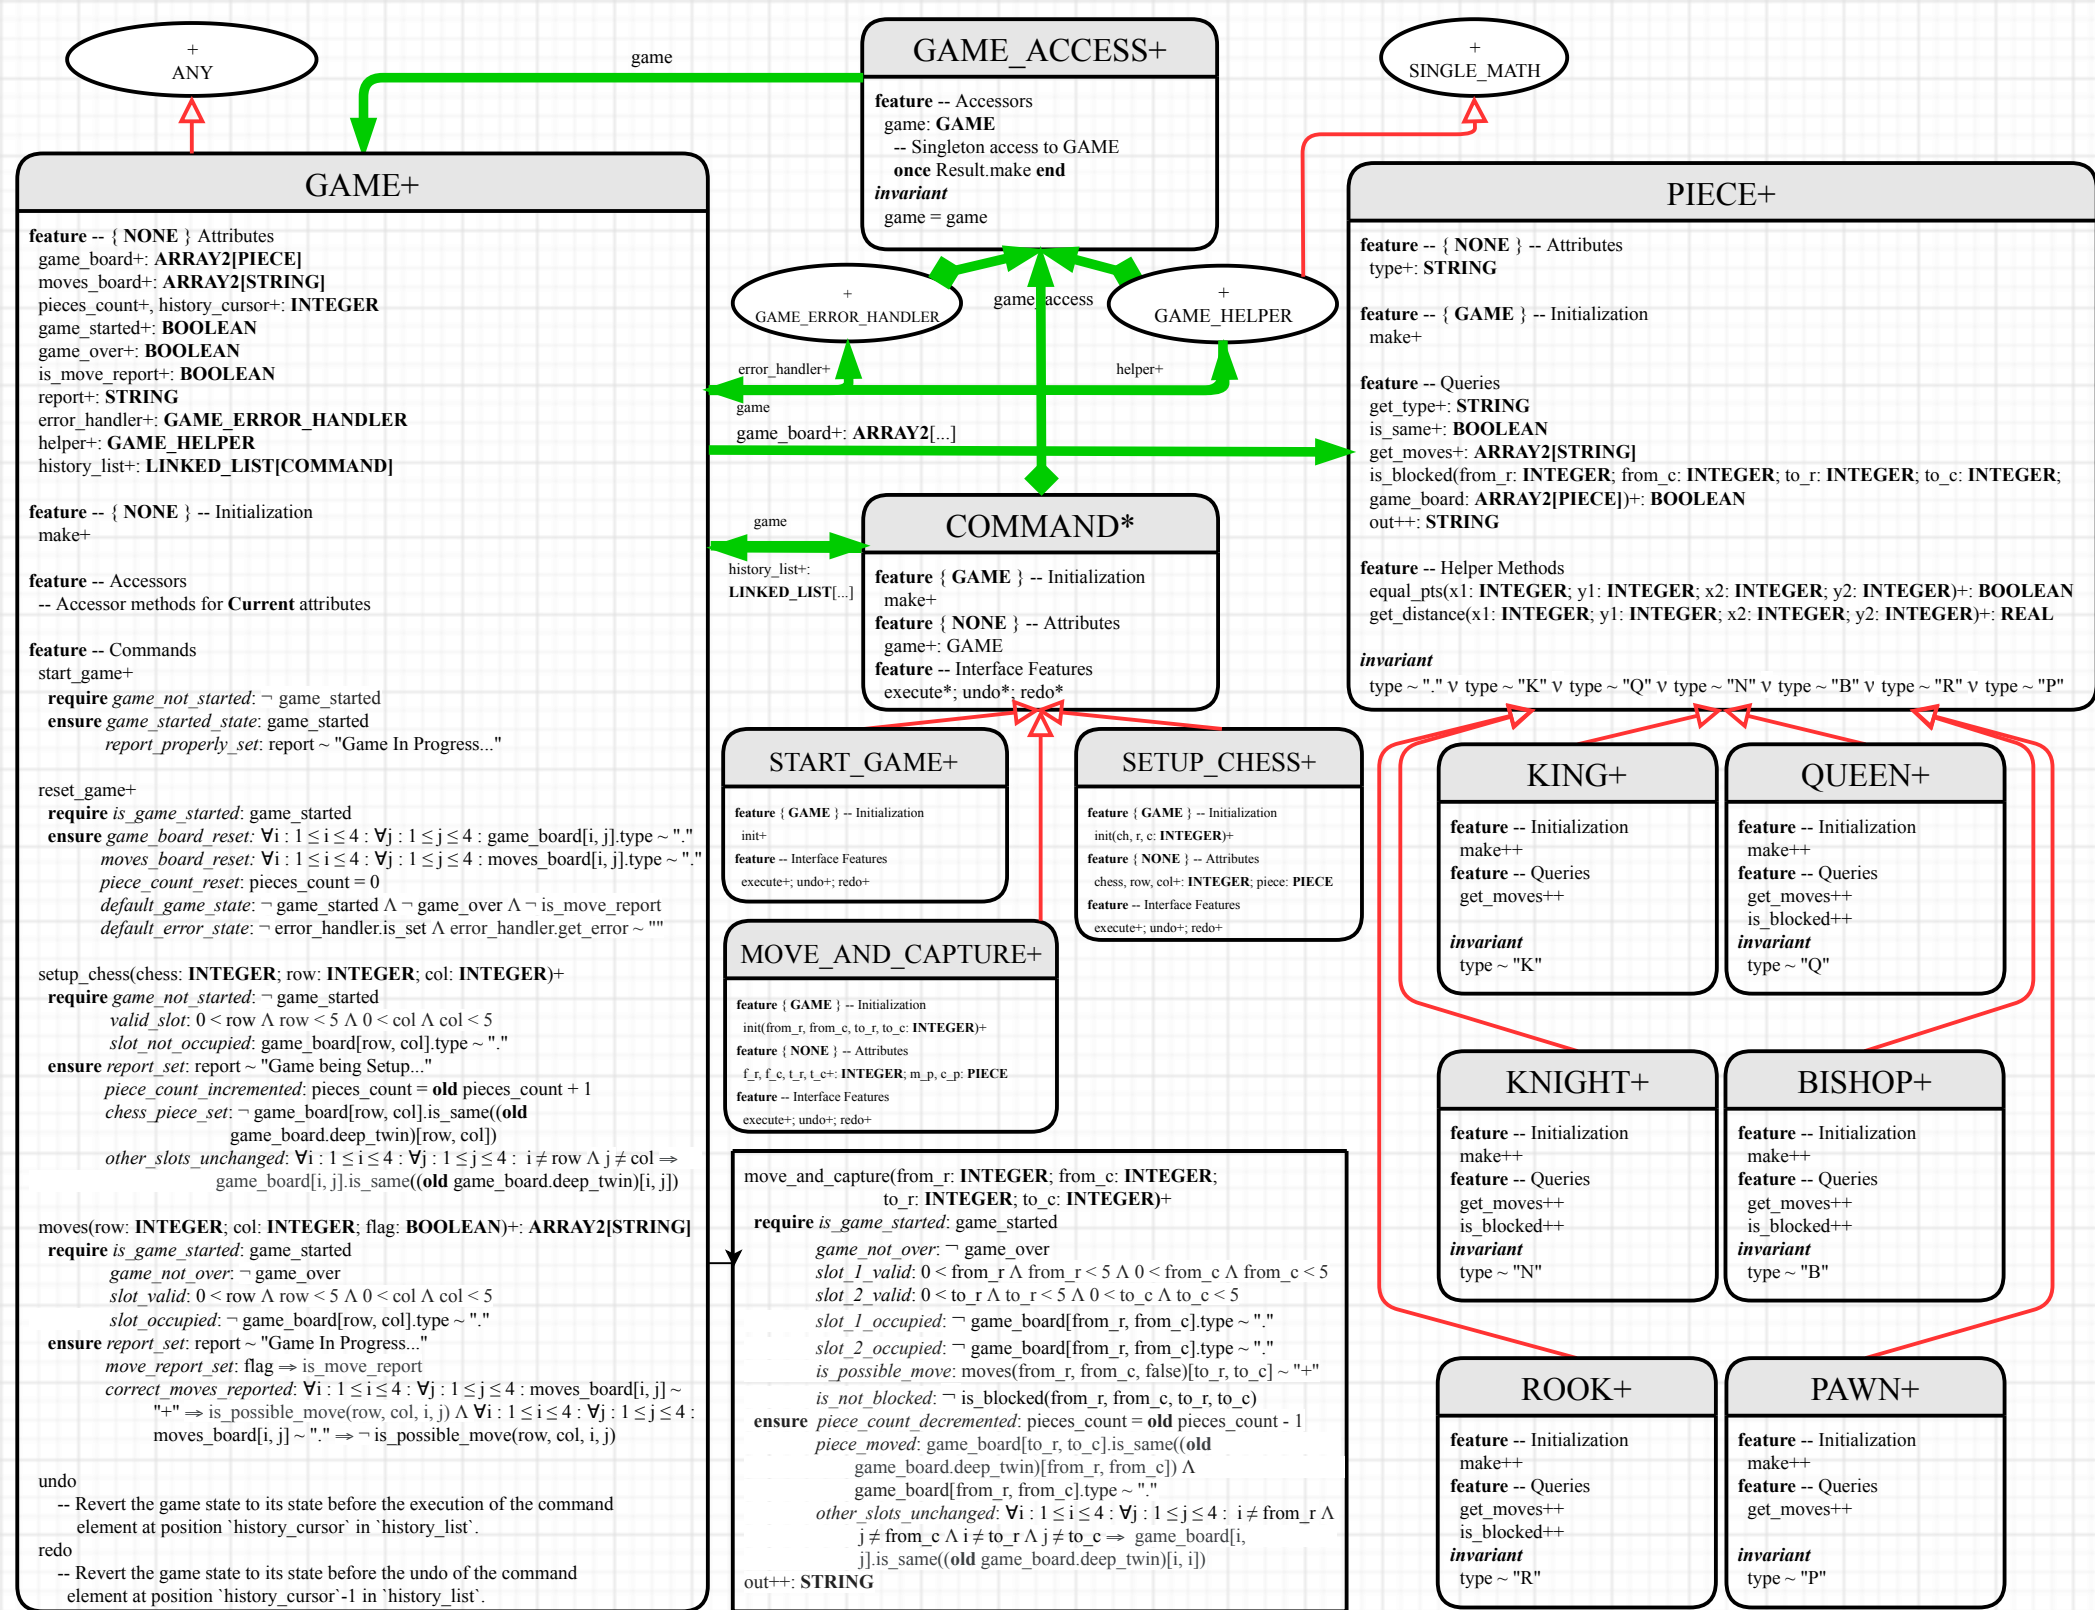 +
ANY
game
GAME_ACCESS+
feature -- Accessors
game: GAME
-- Singleton access to GAME
once Result.make end
invariant
game = game
+
SINGLE_MATH
GAME+
feature -- { NONE } Attributes
game_board+: ARRAY2[PIECE]
moves_board+: ARRAY2[STRING]
pieces_count+, history_cursor+: INTEGER
game_started+: BOOLEAN
game_over+: BOOLEAN
is_move_report+: BOOLEAN
report+: STRING
error_handler+: GAME_ERROR_HANDLER
helper+: GAME_HELPER
history_list+: LINKED_LIST[COMMAND]
feature -- { NONE } -- Initialization
make+
feature -- Accessors
-- Accessor methods for Current attributes
feature -- Commands
start_game+
require game_not_started: ¬ game_started
ensure game_started_state: game_started
report_properly_set: report ~ "Game In Progress..."
reset_game+
require is_game_started: game_started
ensure game_board_reset: ∀i : 1 ≤ i ≤ 4 : ∀j : 1 ≤ j ≤ 4 : game_board[i, j].type ~ "."
moves_board_reset: ∀i : 1 ≤ i ≤ 4 : ∀j : 1 ≤ j ≤ 4 : moves_board[i, j].type ~ "."
piece_count_reset: pieces_count = 0
default_game_state: ¬ game_started Λ ¬ game_over Λ ¬ is_move_report
default_error_state: ¬ error_handler.is_set Λ error_handler.get_error ~ ""
setup_chess(chess: INTEGER; row: INTEGER; col: INTEGER)+
require game_not_started: ¬ game_started
valid_slot: 0 < row Λ row < 5 Λ 0 < col Λ col < 5
slot_not_occupied: game_board[row, col].type ~ "."
ensure report_set: report ~ "Game being Setup..."
piece_count_incremented: pieces_count = old pieces_count + 1
chess_piece_set: ¬ game_board[row, col].is_same((old
game_board.deep_twin)[row, col])
other_slots_unchanged: ∀i : 1 ≤ i ≤ 4 : ∀j : 1 ≤ j ≤ 4 : i ≠ row Λ j ≠ col ⇒
game_board[i, j].is_same((old game_board.deep_twin)[i, j])
moves(row: INTEGER; col: INTEGER; flag: BOOLEAN)+: ARRAY2[STRING]
require is_game_started: game_started
game_not_over: ¬ game_over
slot_valid: 0 < row Λ row < 5 Λ 0 < col Λ col < 5
slot_occupied: ¬ game_board[row, col].type ~ "."
ensure report_set: report ~ "Game In Progress..."
move_report_set: flag ⇒ is_move_report
correct_moves_reported: ∀i : 1 ≤ i ≤ 4 : ∀j : 1 ≤ j ≤ 4 : moves_board[i, j] ~
"+" ⇒ is_possible_move(row, col, i, j) Λ ∀i : 1 ≤ i ≤ 4 : ∀j : 1 ≤ j ≤ 4 :
moves_board[i, j] ~ "." ⇒ ¬ is_possible_move(row, col, i, j)
undo
-- Revert the game state to its state before the execution of the command
element at position `history_cursor` in `history_list`.
redo
-- Revert the game state to its state before the undo of the command
element at position `history_cursor`-1 in `history_list`.
+
GAME_ERROR_HANDLER
game_access
+
GAME_HELPER
error_handler+
helper+
game
game_board+: ARRAY2[...]
game
history_list+:
LINKED_LIST[...]
COMMAND*
feature { GAME } -- Initialization
make+
feature { NONE } -- Attributes
game+: GAME
feature -- Interface Features
execute*; undo*; redo*
START_GAME+
feature { GAME } -- Initialization
init+
feature -- Interface Features
execute+; undo+; redo+
SETUP_CHESS+
feature { GAME } -- Initialization
init(ch, r, c: INTEGER)+
feature { NONE } -- Attributes
chess, row, col+: INTEGER; piece: PIECE
feature -- Interface Features
execute+; undo+; redo+
MOVE_AND_CAPTURE+
feature { GAME } -- Initialization
init(from_r, from_c, to_r, to_c: INTEGER)+
feature { NONE } -- Attributes
f_r, f_c, t_r, t_c+: INTEGER; m_p, c_p: PIECE
feature -- Interface Features
execute+; undo+; redo+
move_and_capture(from_r: INTEGER; from_c: INTEGER;
to_r: INTEGER; to_c: INTEGER)+
require is_game_started: game_started
game_not_over: ¬ game_over
slot_1_valid: 0 < from_r Λ from_r < 5 Λ 0 < from_c Λ from_c < 5
slot_2_valid: 0 < to_r Λ to_r < 5 Λ 0 < to_c Λ to_c < 5
slot_1_occupied: ¬ game_board[from_r, from_c].type ~ "."
slot_2_occupied: ¬ game_board[from_r, from_c].type ~ "."
is_possible_move: moves(from_r, from_c, false)[to_r, to_c] ~ "+"
is_not_blocked: ¬ is_blocked(from_r, from_c, to_r, to_c)
ensure piece_count_decremented: pieces_count = old pieces_count - 1
piece_moved: game_board[to_r, to_c].is_same((old
game_board.deep_twin)[from_r, from_c]) Λ
game_board[from_r, from_c].type ~ "."
other_slots_unchanged: ∀i : 1 ≤ i ≤ 4 : ∀j : 1 ≤ j ≤ 4 : i ≠ from_r Λ
j ≠ from_c Λ i ≠ to_r Λ j ≠ to_c ⇒ game_board[i,
j].is_same((old game_board.deep_twin)[i, i])
out++: STRING
PIECE+
feature -- { NONE } -- Attributes
type+: STRING
feature -- { GAME } -- Initialization
make+
feature -- Queries
get_type+: STRING
is_same+: BOOLEAN
get_moves+: ARRAY2[STRING]
is_blocked(from_r: INTEGER; from_c: INTEGER; to_r: INTEGER; to_c: INTEGER;
game_board: ARRAY2[PIECE])+: BOOLEAN
out++: STRING
feature -- Helper Methods
equal_pts(x1: INTEGER; y1: INTEGER; x2: INTEGER; y2: INTEGER)+: BOOLEAN
get_distance(x1: INTEGER; y1: INTEGER; x2: INTEGER; y2: INTEGER)+: REAL
invariant
type ~ "." ν type ~ "K" ν type ~ "Q" ν type ~ "N" ν type ~ "B" ν type ~ "R" ν type ~ "P"
KING+
feature -- Initialization
make++
feature -- Queries
get_moves++
invariant
type ~ "K"
QUEEN+
feature -- Initialization
make++
feature -- Queries
get_moves++
is_blocked++
invariant
type ~ "Q"
KNIGHT+
feature -- Initialization
make++
feature -- Queries
get_moves++
is_blocked++
invariant
type ~ "N"
BISHOP+
feature -- Initialization
make++
feature -- Queries
get_moves++
is_blocked++
invariant
type ~ "B"
ROOK+
feature -- Initialization
make++
feature -- Queries
get_moves++
is_blocked++
invariant
type ~ "R"
PAWN+
feature -- Initialization
make++
feature -- Queries
get_moves++
invariant
type ~ "P"